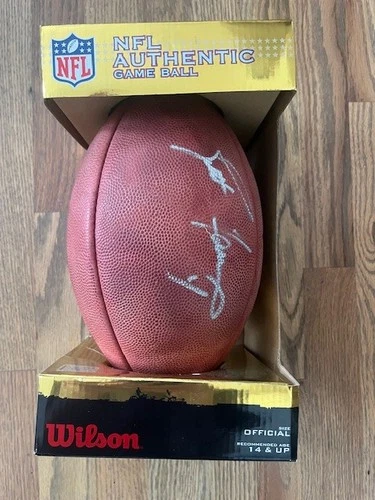 NFL
NFL
AUTHENTIC
GAME BALL
Wilson
SIZE
OFFICIAL
RECOMMENDED AGE
14 & UP